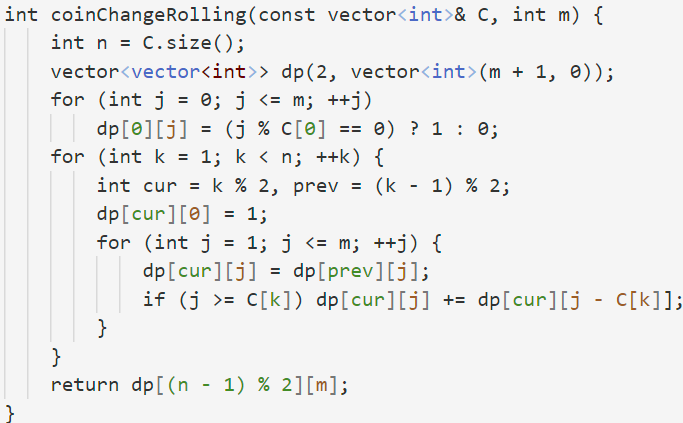 int coinChangeRolling(const vector<int>& C, int m) {
    int n = C.size();
    vector<vector<int>> dp(2, vector<int>(m + 1, 0));
    for (int j = 0; j <= m; ++j)
        dp[0][j] = (j % C[0] == 0) ? 1 : 0;
    for (int k = 1; k < n; ++k) {
        int cur = k % 2, prev = (k - 1) % 2;
        dp[cur][0] = 1;
        for (int j = 1; j <= m; ++j) {
            dp[cur][j] = dp[prev][j];
            if (j >= C[k]) dp[cur][j] += dp[cur][j - C[k]];
        }
    }
    return dp[(n - 1) % 2][m];
}